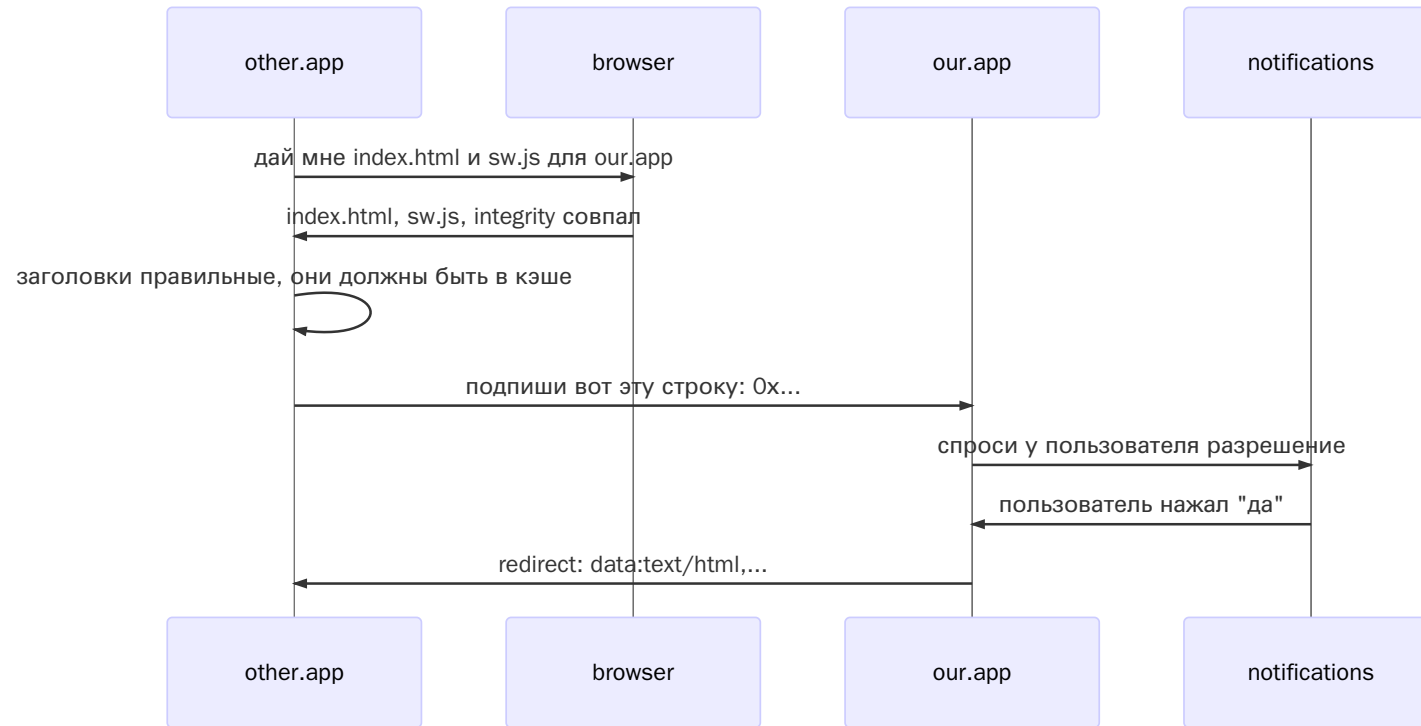 other.app
browser
our.app
notifications
дай мне index.html и sw.js для our.app
index.html, sw.js, integrity совпал
заголовки правильные, они должны быть в кэше
подпиши вот эту строку: 0x...
спроси у пользователя разрешение
пользователь нажал "да"
redirect: data:text/html,...
other.app
browser
our.app
notifications